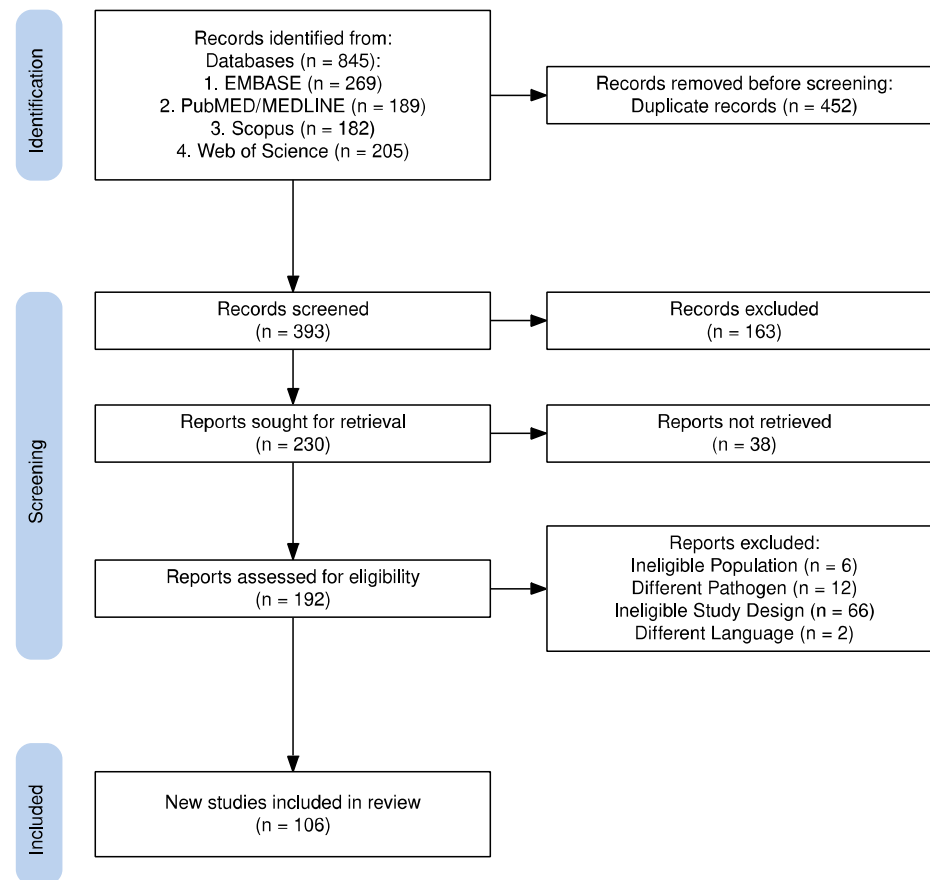 Identification
Records identified from:
Databases (n = 845):
1. EMBASE (n = 269)
2. PubMED/MEDLINE (n = 189)
3. Scopus (n = 182)
4. Web of Science (n = 205)
Records removed before screening:
Duplicate records (n = 452)
Screening
Records screened
(n = 393)
Records excluded
(n = 163)
Reports sought for retrieval
(n = 230)
Reports not retrieved
(n = 38)
Reports assessed for eligibility
(n = 192)
Reports excluded:
Ineligible Population (n = 6)
Different Pathogen (n = 12)
Ineligible Study Design (n = 66)
Different Language (n = 2)
Included
New studies included in review
(n = 106)